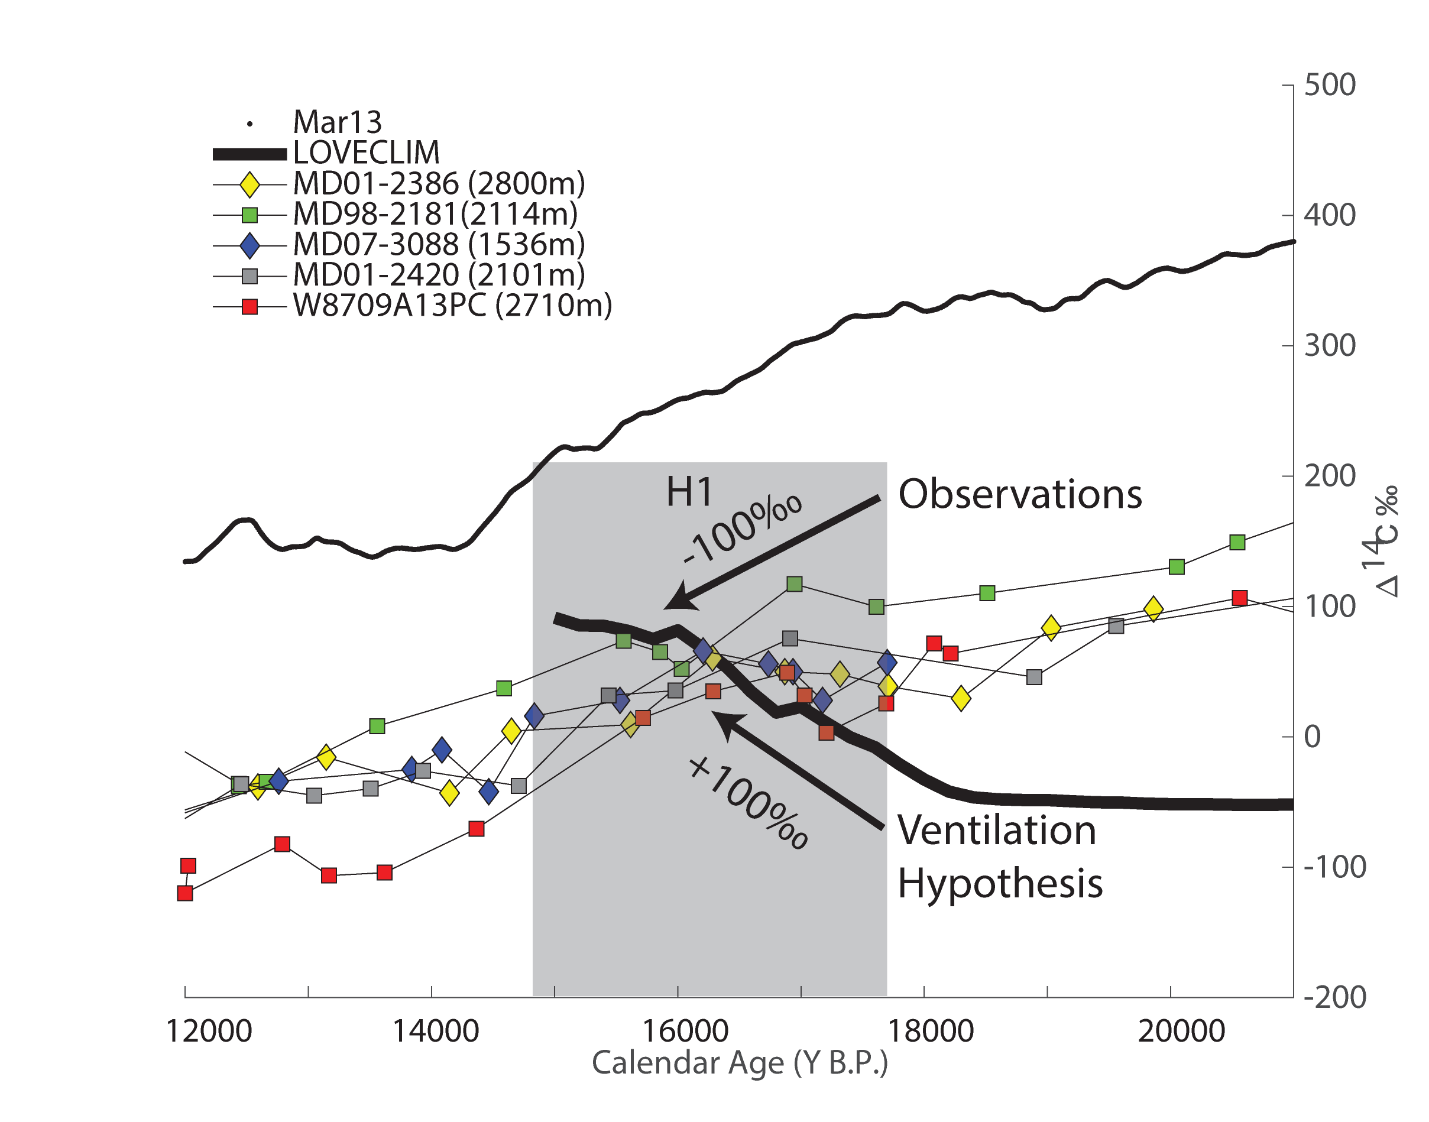 Mar13
LOVECLIM
MD01-2386 (2800m)
MD98-2181(2114m)
MD07-3088 (1536m)
MD01-2420 (2101m)
W8709A13PC (2710m)
H1
-100‰
Observations
+100‰
Ventilation
Hypothesis
500
400
300
200
100
0
-100
-200
Δ 14C ‰
12000
14000
16000
18000
20000
Calendar Age (Y B.P.)